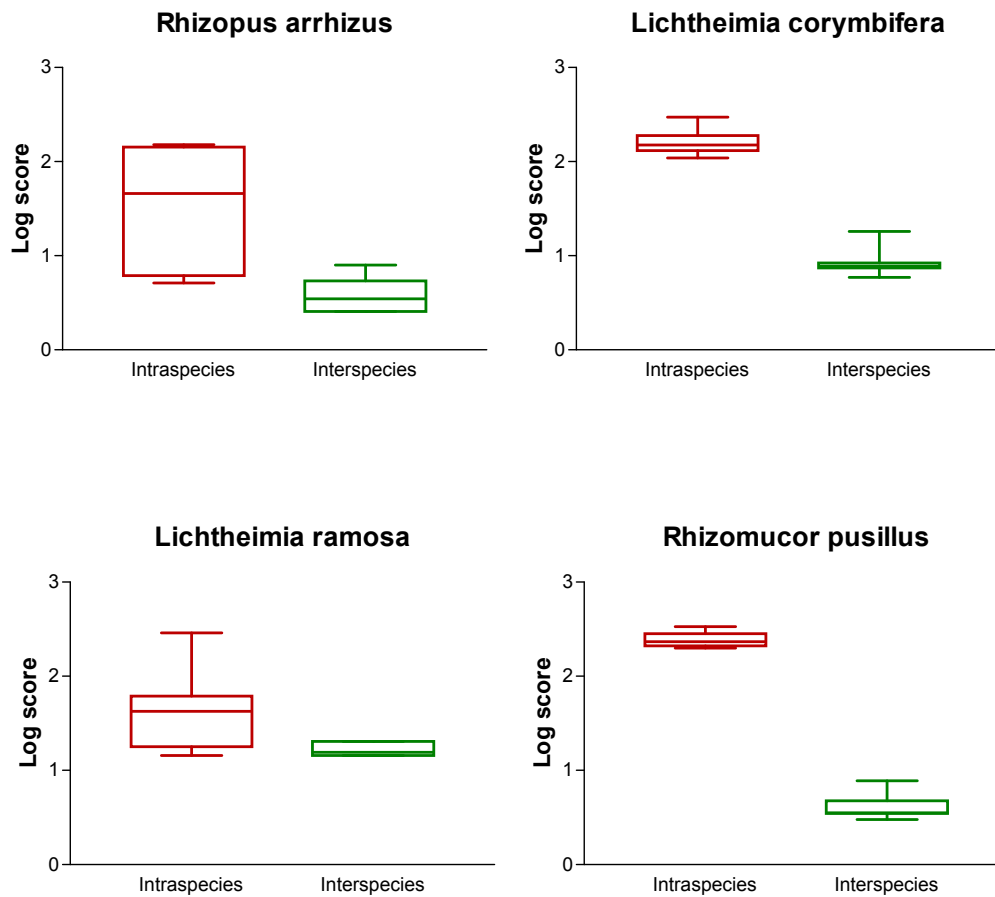 Rhizopus arrhizus
3
2
1
0
Log score
Intraspecies
Interspecies
Lichtheimia corymbifera
3
2
1
0
Log score
Intraspecies
Interspecies
Lichtheimia ramosa
3
2
1
0
Log score
Intraspecies
Interspecies
Rhizomucor pusillus
3
2
1
0
Log score
Intraspecies
Interspecies